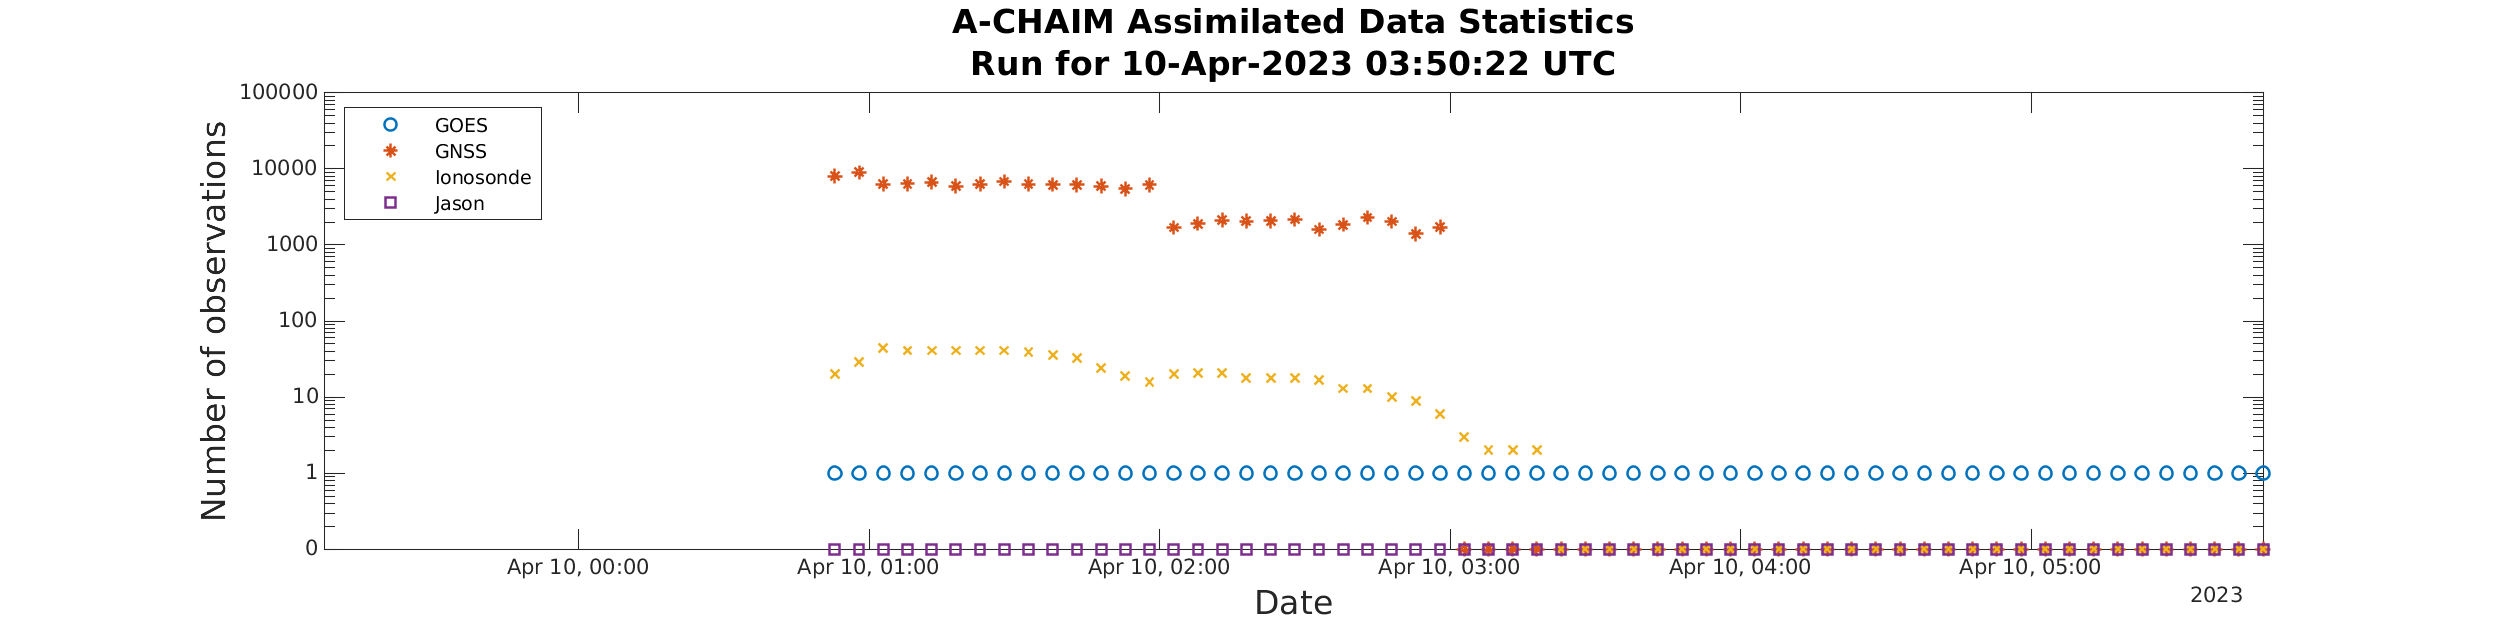 A-CHAIM Assimilated Data Statistics
Run for 10-Apr-2023 03:50:22 UTC
Number of observations
100000
10000
1000
100
10
1
0
GOES
GNSS
Ionosonde
Jason
Apr 10, 00:00
Apr 10, 01:00
Apr 10, 02:00
Apr 10, 03:00
Apr 10, 04:00
Apr 10, 05:00
2023
Date